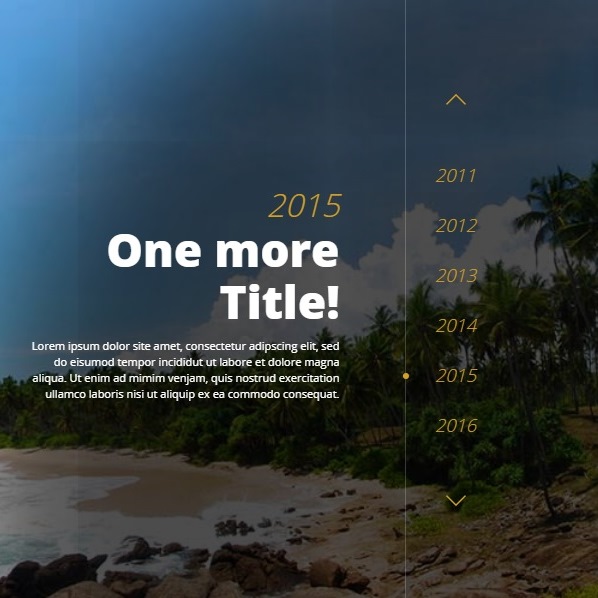 2015
One more
Title!
Lorem ipsum dolor site amet, consectetur adipscing elit, sed
do eisumod tempor incididut ut labore et dolore magna
aliqua. Ut enim ad mimim venjam, quis nostrud exercitation
ullamco laboris nisi ut aliquip ex ea commodo consequat.
2011
2012
2013
2014
2015
2016